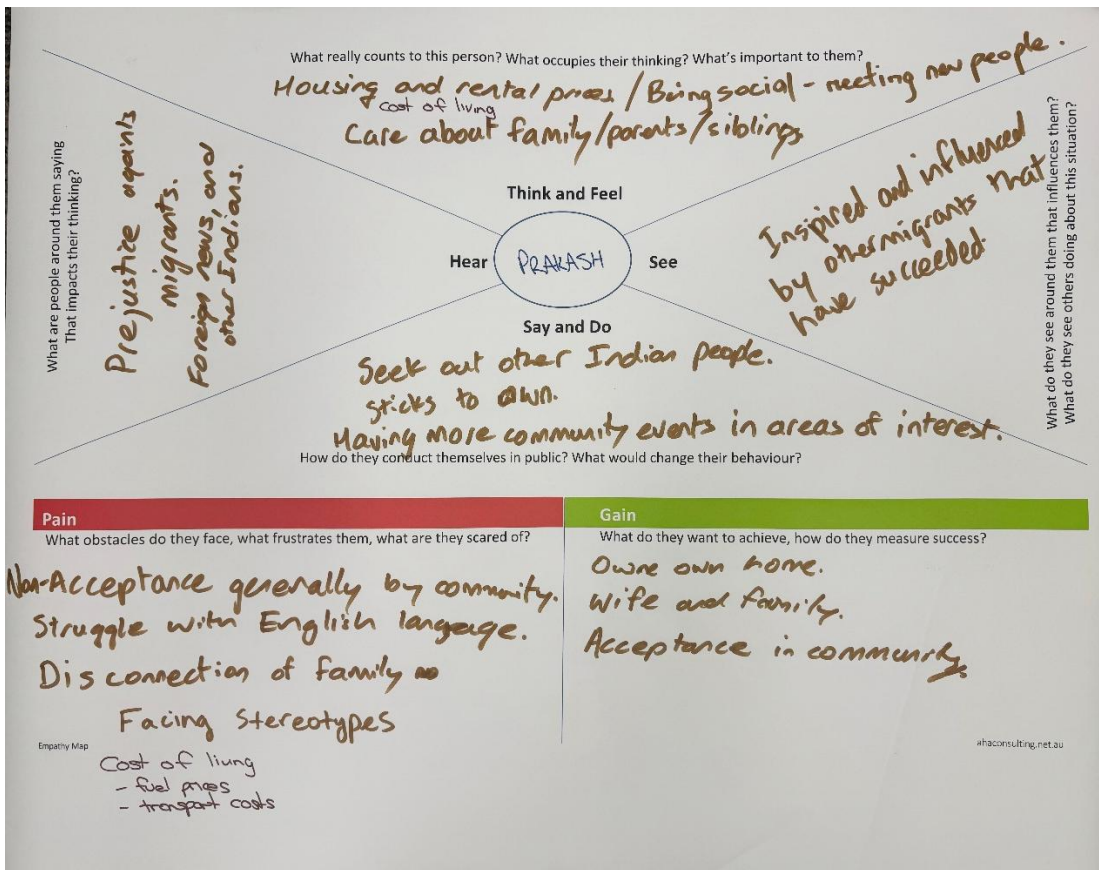 What really counts to this person? What occupies their thinking? What's important to them?
Housing and rental prices / Being social - meeting new people.
cost of living
Care about family/parents/siblings
What are people around them saying
That impacts their thinking?
Prejustice againts
migrants.
Foreign news, and
other Indians.
Think and Feel
Hear
PRAKASH
See
Say and Do
Inspired and influenced
by other migrants that
have succeeded
What do they see around them that influences them?
What do they see others doing about this situation?
Seek out other Indian people.
sticks to own.
Having more community events in areas of interest.
How do they conduct themselves in public? What would change their behaviour?
Pain
What obstacles do they face, what frustrates them, what are they scared of?
Non-Acceptance generally by community.
Struggle with English langeage.
Disconnection of family
Facing Stereotypes
Cost of living
- fuel prices
- transport costs
Gain
What do they want to achieve, how do they measure success?
Owne own home.
Wife and family.
Acceptance in community.
Empathy Map
ahaconsulting.net.au